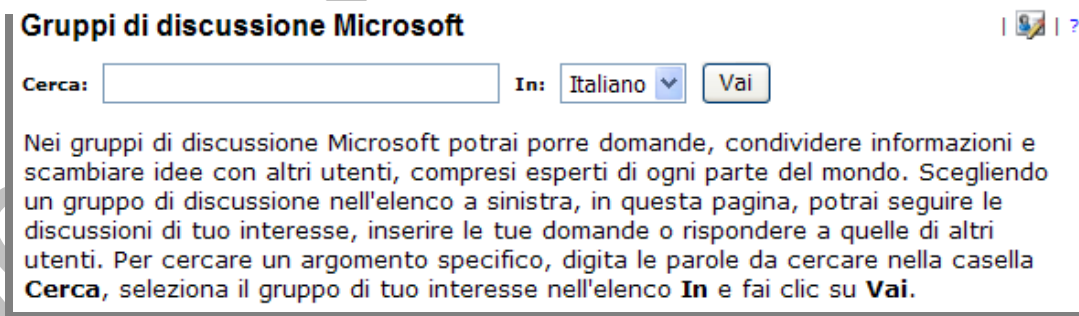 Gruppi di discussione Microsoft | | ?
Cerca: In: Italiano Vai
Nei gruppi di discussione Microsoft potrai porre domande, condividere informazioni e
scambiare idee con altri utenti, compresi esperti di ogni parte del mondo. Scegliendo
un gruppo di discussione nell'elenco a sinistra, in questa pagina, potrai seguire le
discussioni di tuo interesse, inserire le tue domande o rispondere a quelle di altri
utenti. Per cercare un argomento specifico, digita le parole da cercare nella casella
Cerca, seleziona il gruppo di tuo interesse nell'elenco In e fai clic su Vai.